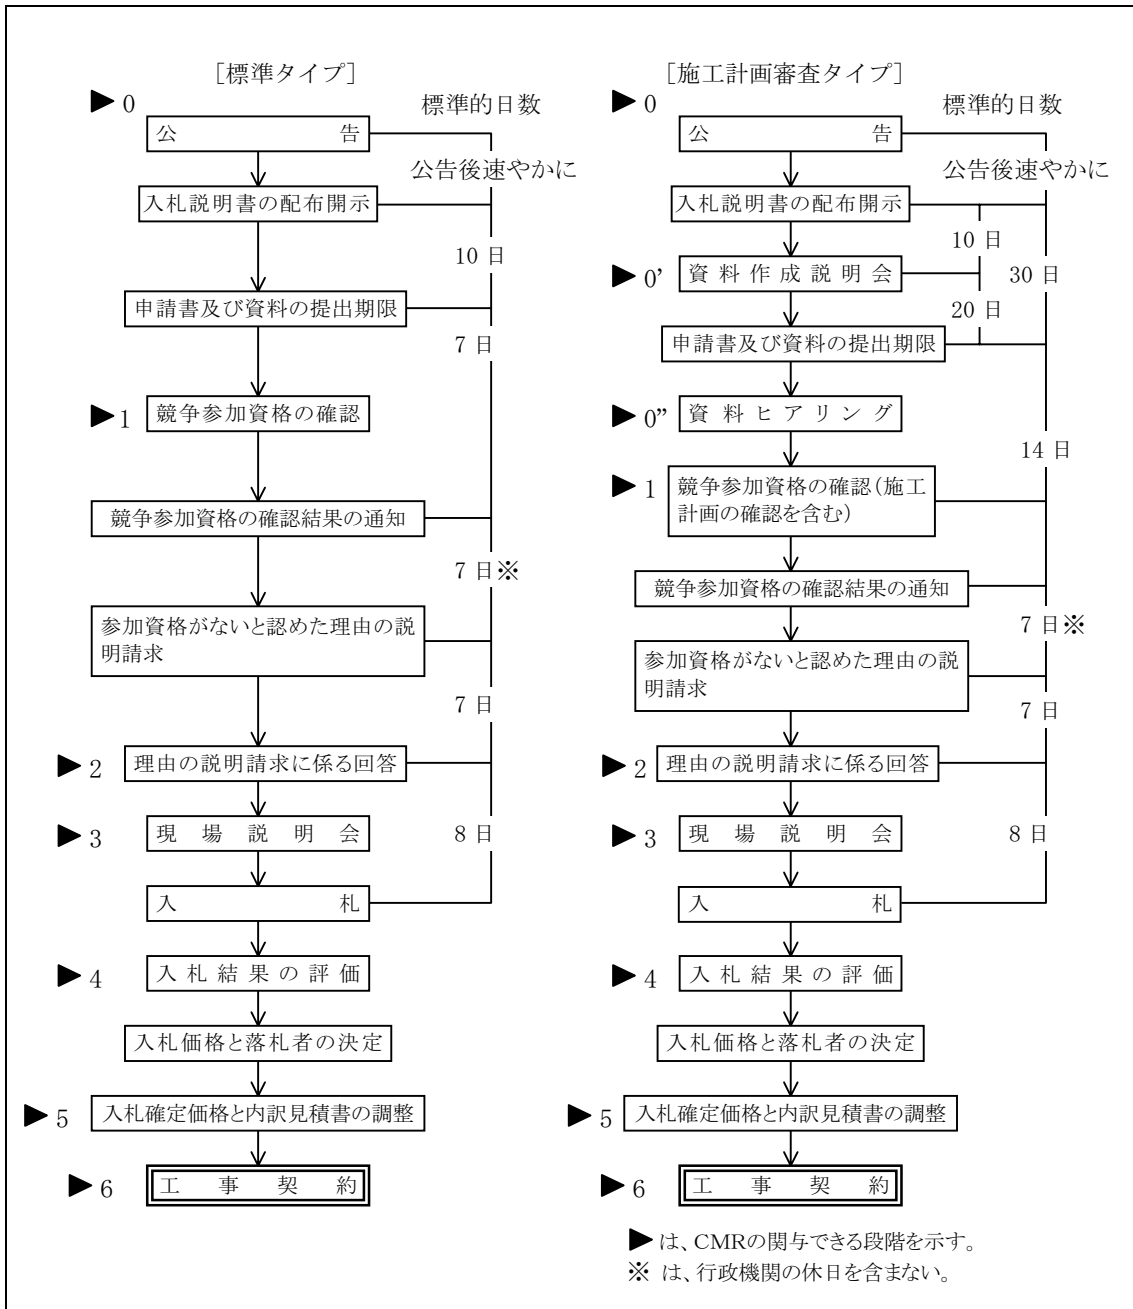 ［標準タイプ］
▶ 0
標準的日数
公告
公告後速やかに
入札説明書の配布開示
10 日
申請書及び資料の提出期限
7 日
▶ 1 競争参加資格の確認
競争参加資格の確認結果の通知
7 日※
参加資格がないと認めた理由の説
明請求
7 日
▶ 2 理由の説明請求に係る回答
▶ 3 現場説明会
8 日
入札
▶ 4 入札結果の評価
入札価格と落札者の決定
▶ 5 入札確定価格と内訳見積書の調整
▶ 6 工事契約
［施工計画審査タイプ］
▶ 0
標準的日数
公告
公告後速やかに
入札説明書の配布開示
10 日
▶ 0' 資料作成説明会
30 日
20 日
申請書及び資料の提出期限
▶ 0” 資料ヒアリング
14 日
▶ 1 競争参加資格の確認（施工
計画の確認を含む）
競争参加資格の確認結果の通知
7 日※
参加資格がないと認めた理由の説
明請求
7 日
▶ 2 理由の説明請求に係る回答
▶ 3 現場説明会
8 日
入札
▶ 4 入札結果の評価
入札価格と落札者の決定
▶ 5 入札確定価格と内訳見積書の調整
▶ 6 工事契約
▶ は、CMRの関与できる段階を示す。
※ は、行政機関の休日を含まない。